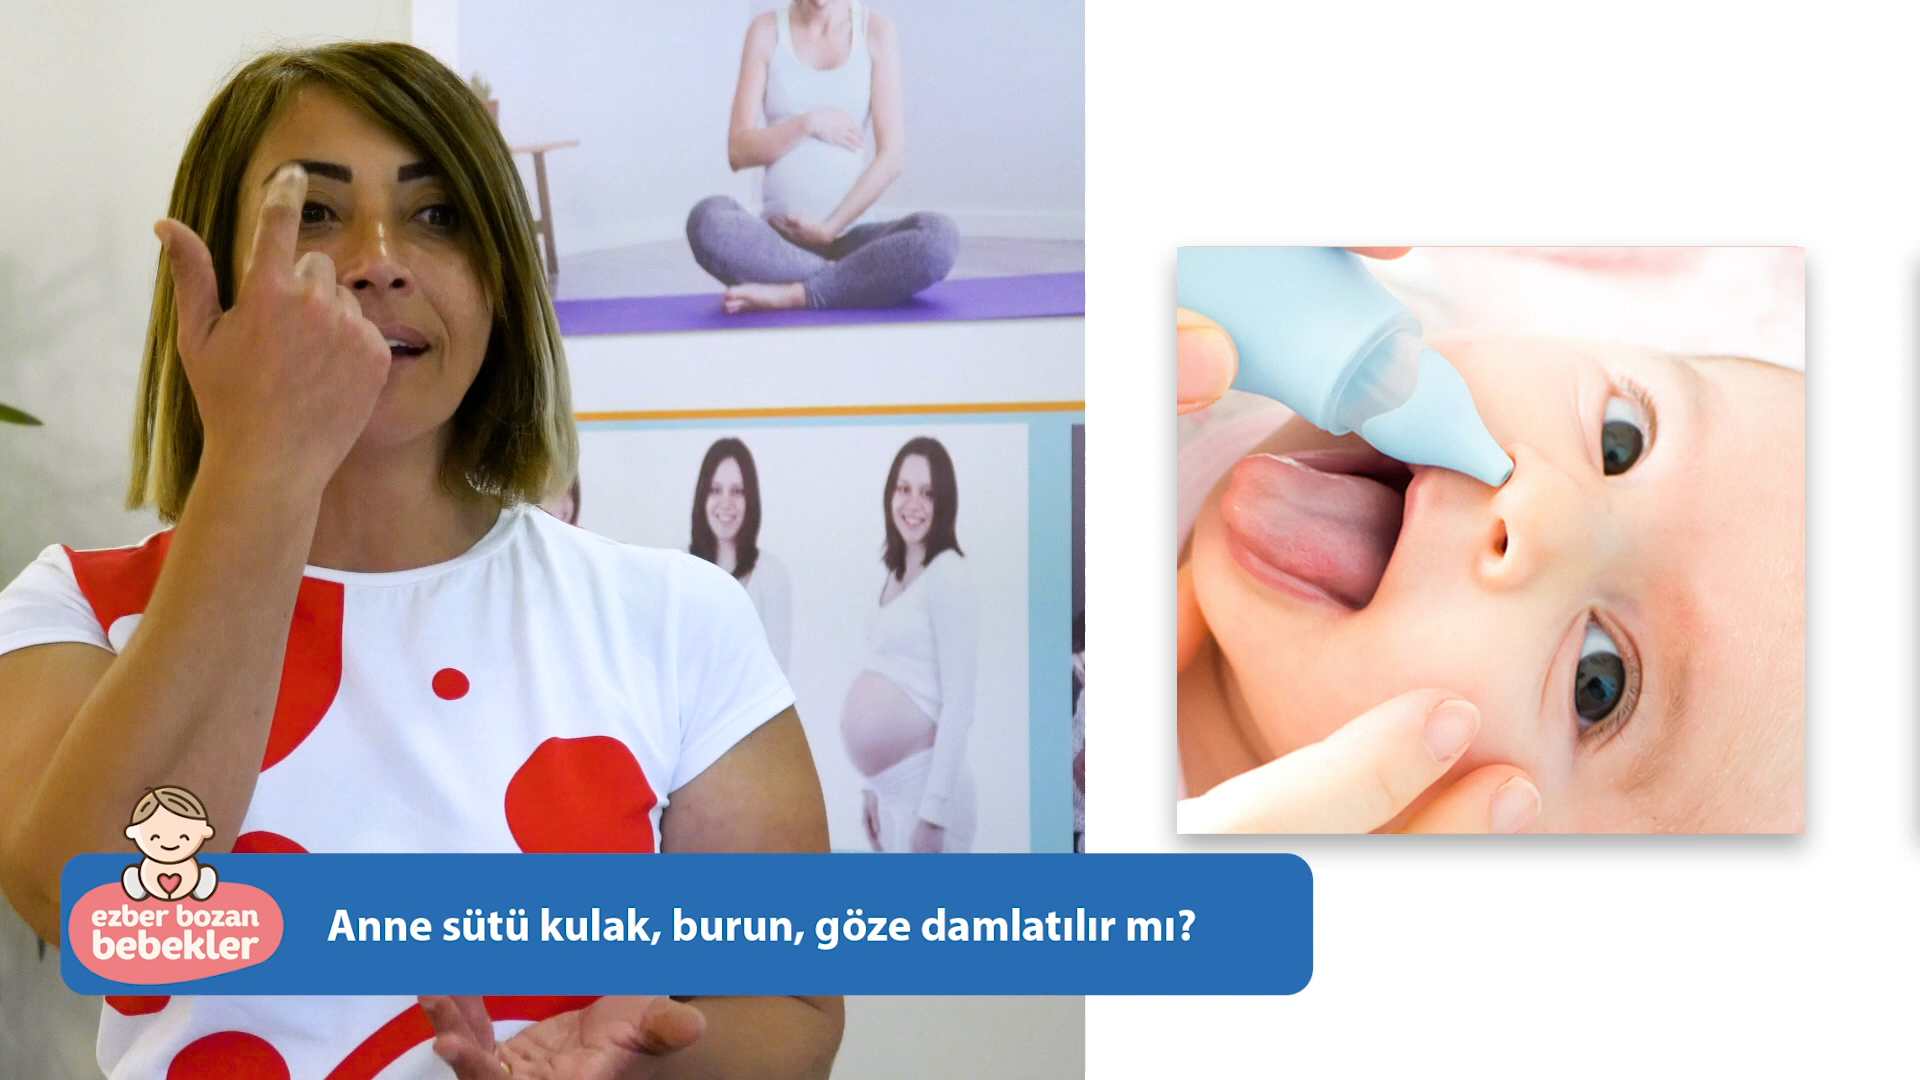 ezber bozan
bebekler
Anne sütü kulak, burun, göze damlatılır mı?